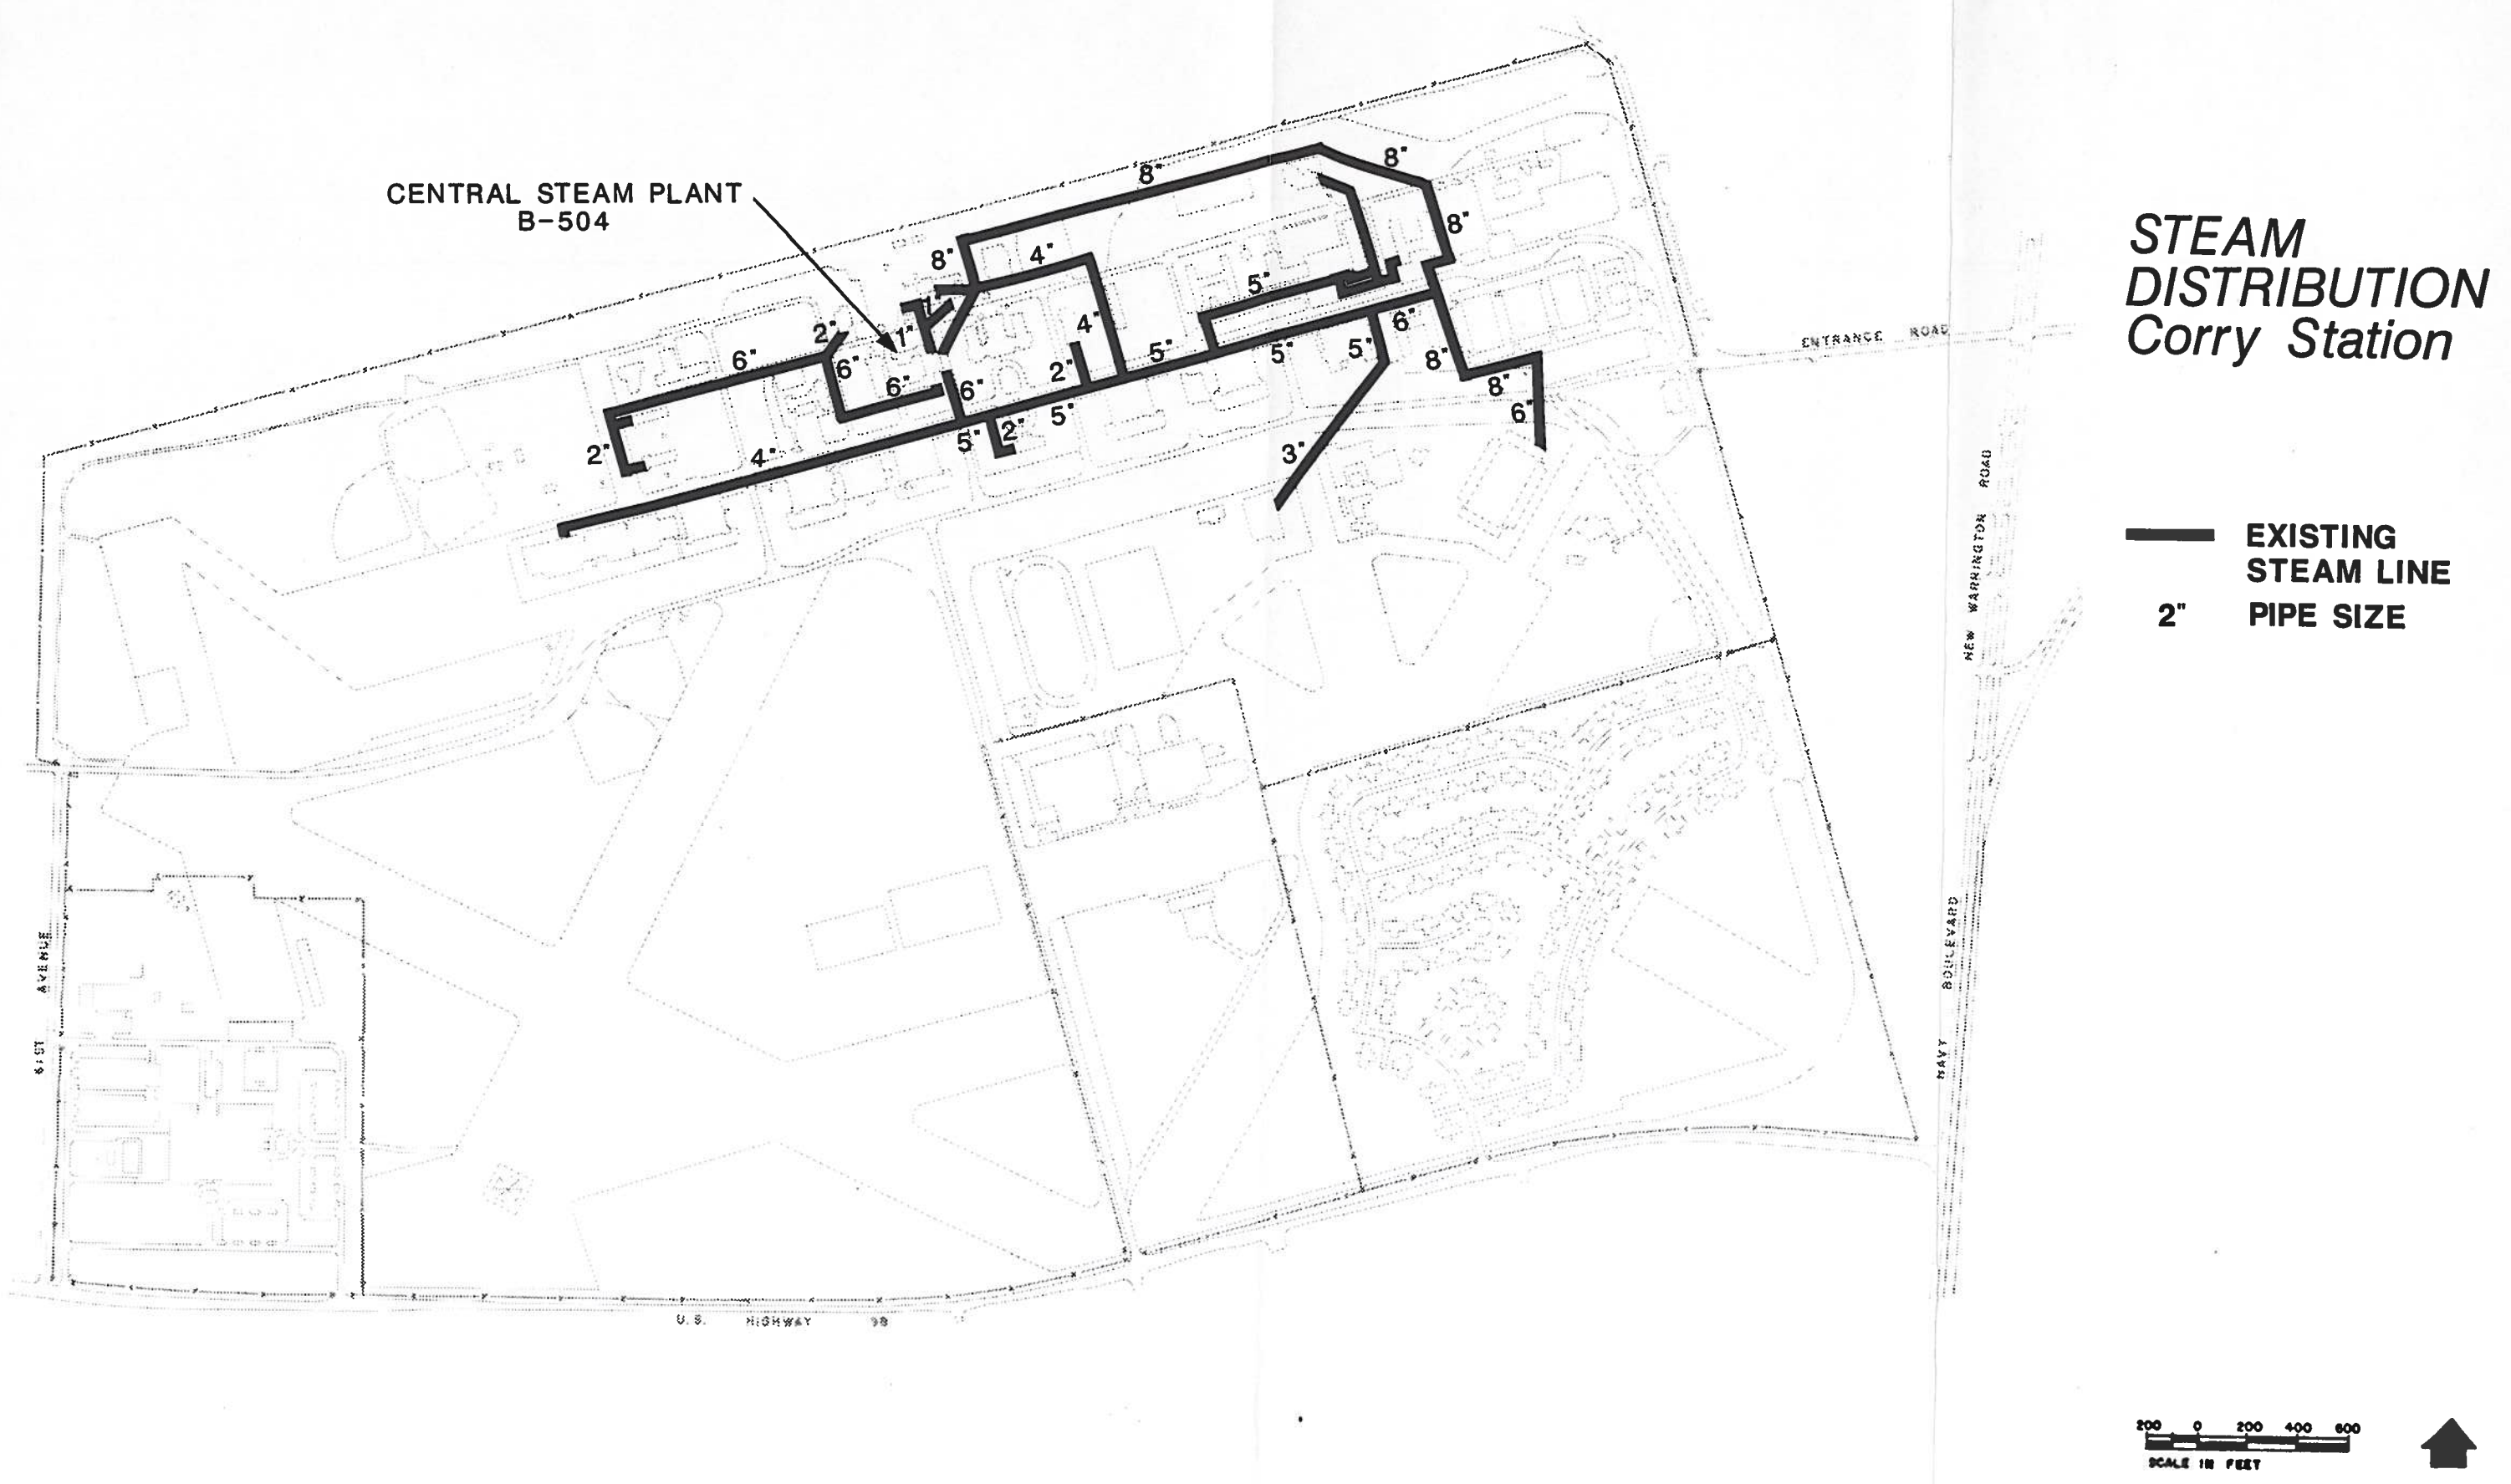 CENTRAL STEAM PLANT
B-504
8"
8"
8"
8"
4"
5"
1"
1"
2"
6"
6"
6"
6"
4"
2"
5"
5"
6"
5"
8"
8"
6"
2"
4"
5"
2"
5"
3"
STEAM
DISTRIBUTION
Corry Station
EXISTING
STEAM LINE
2" PIPE SIZE
ENTRANCE ROAD
NEW WARRINGTON ROAD
NAVY BOULEVARD
61ST AVENUE
U.S. HIGHWAY 98
200 0 200 400 600
SCALE IN FEET